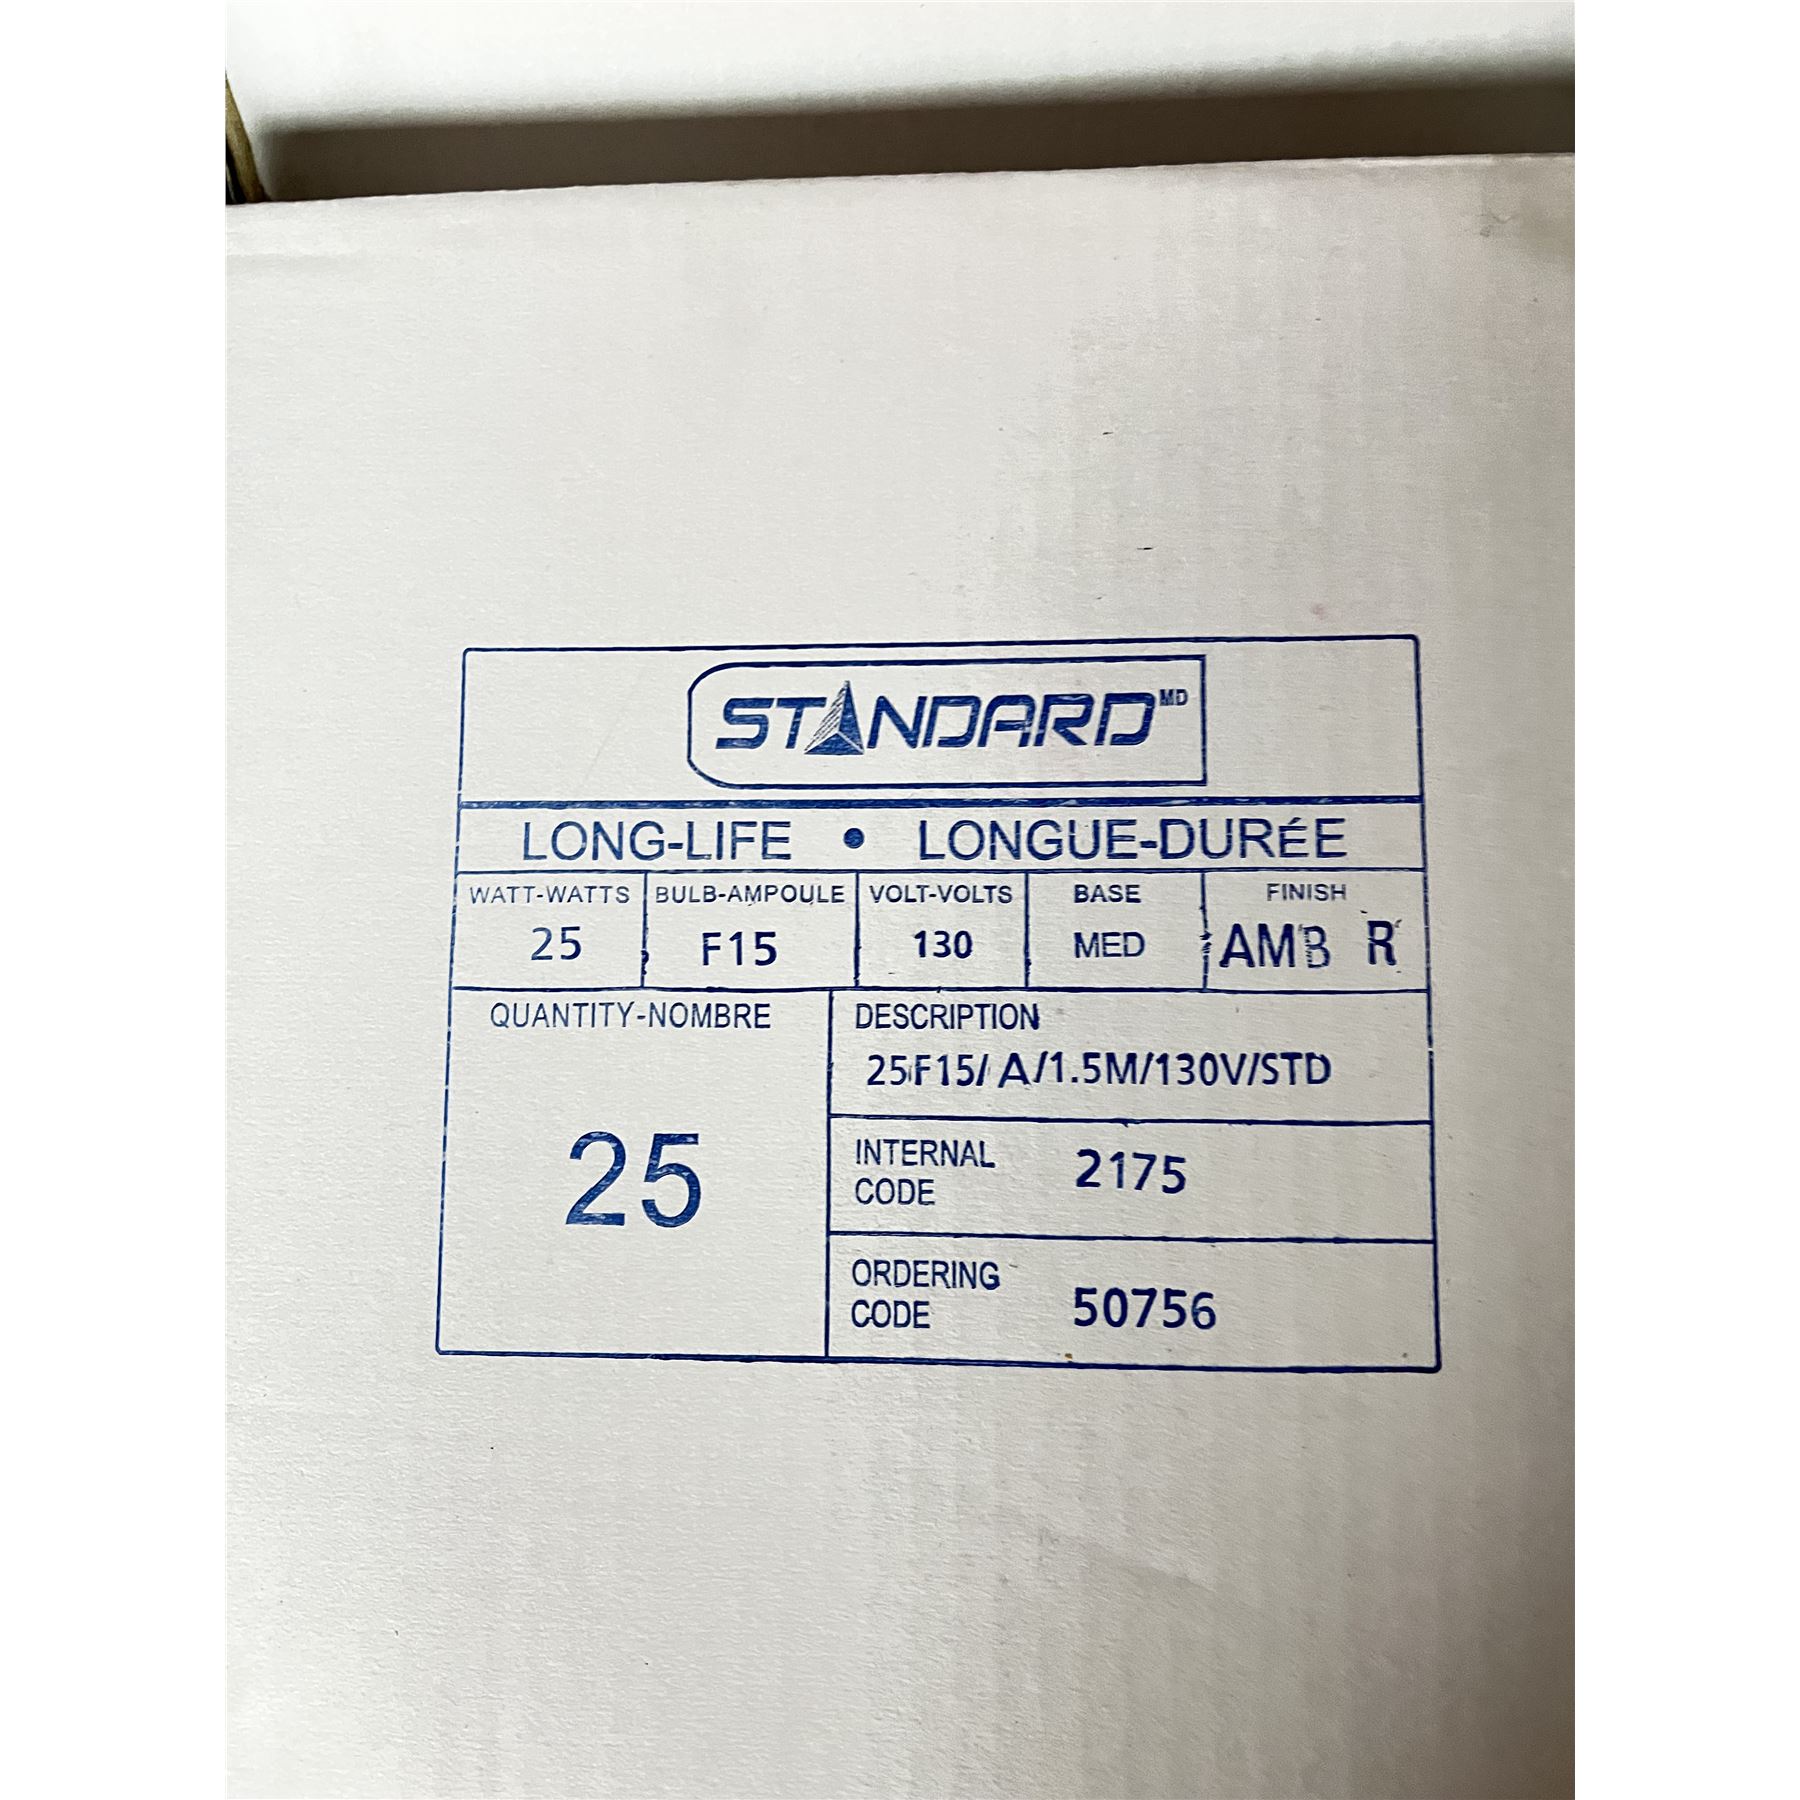 STANDARD MD
LONG-LIFE • LONGUE-DURÉE
WATT-WATTS BULB-AMPOULE VOLT-VOLTS BASE FINISH
25 F15 130 MED AMB R
QUANTITY-NOMBRE
25
DESCRIPTION
25F15/A/1.5M/130V/STD
INTERNAL CODE 2175
ORDERING CODE 50756